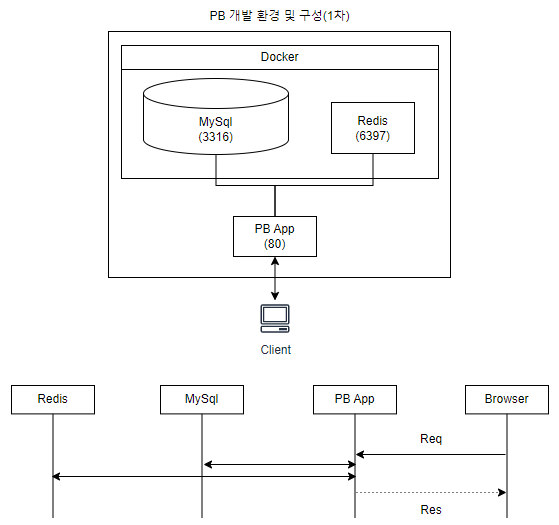 PB 개발 환경 및 구성(1차)
Docker
MySql
(3316)
Redis
(6397)
PB App
(80)
Client
Redis
MySql
PB App
Browser
Req
Res